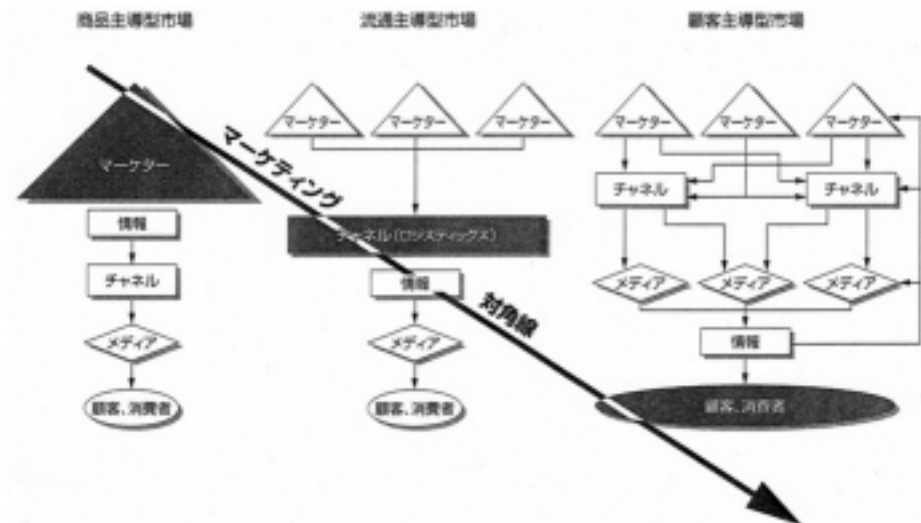 商品主導型市場
流通主導型市場
顧客主導型市場
マーケター
情報
チャネル
メディア
顧客、消費者
マーケター
マーケター
マーケター
チャネル(ロジスティックス)
情報
メディア
顧客、消費者
マーケティング
対角線
マーケター
マーケター
マーケター
チャネル
チャネル
メディア
メディア
メディア
情報
顧客、消費者